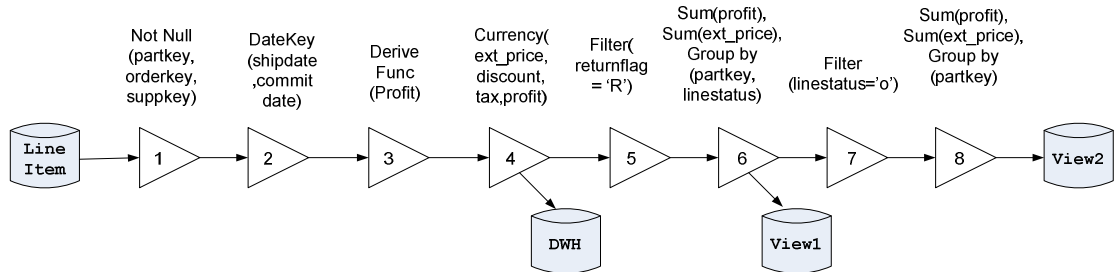 Line
Item
Not Null
(partkey,
orderkey,
suppkey)
1
DateKey
(shipdate
,commit
date)
2
Derive
Func
(Profit)
3
Currency(
ext_price,
discount,
tax,profit)
4
DWH
Filter(
returnflag
= ‘R’)
5
Sum(profit),
Sum(ext_price),
Group by
(partkey,
linestatus)
6
View1
Filter
(linestatus=’o’)
7
Sum(profit),
Sum(ext_price),
Group by
(partkey)
8
View2